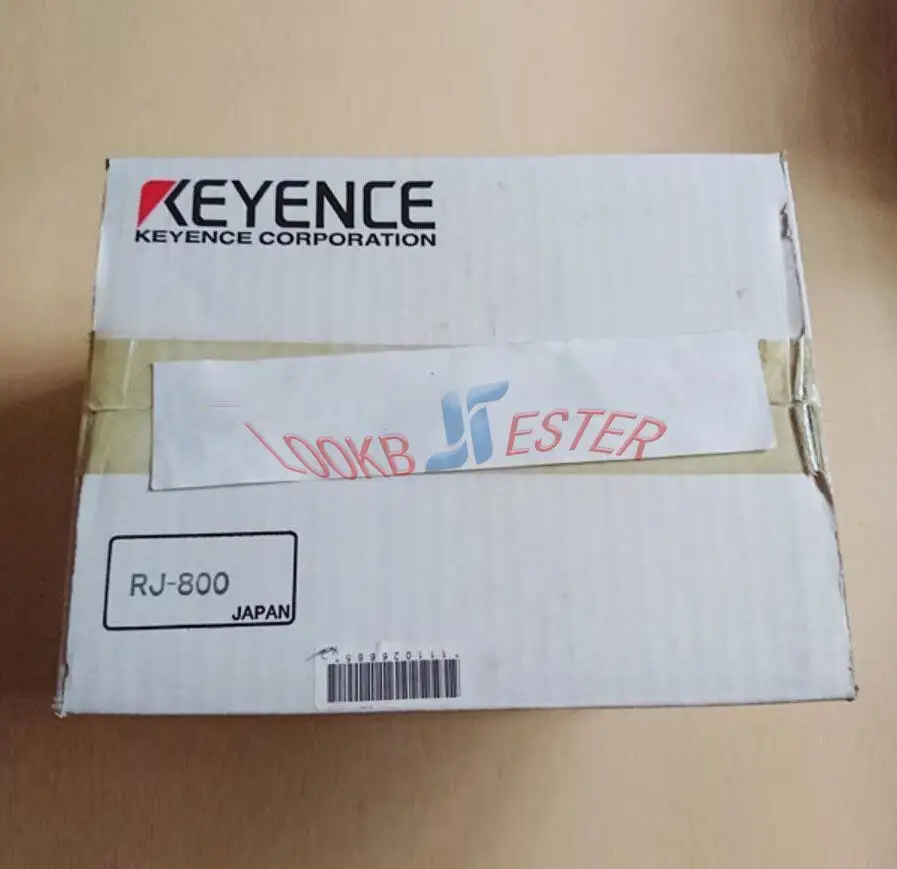 KEYENCE
KEYENCE CORPORATION
LOOKB ESTER
RJ-800
JAPAN